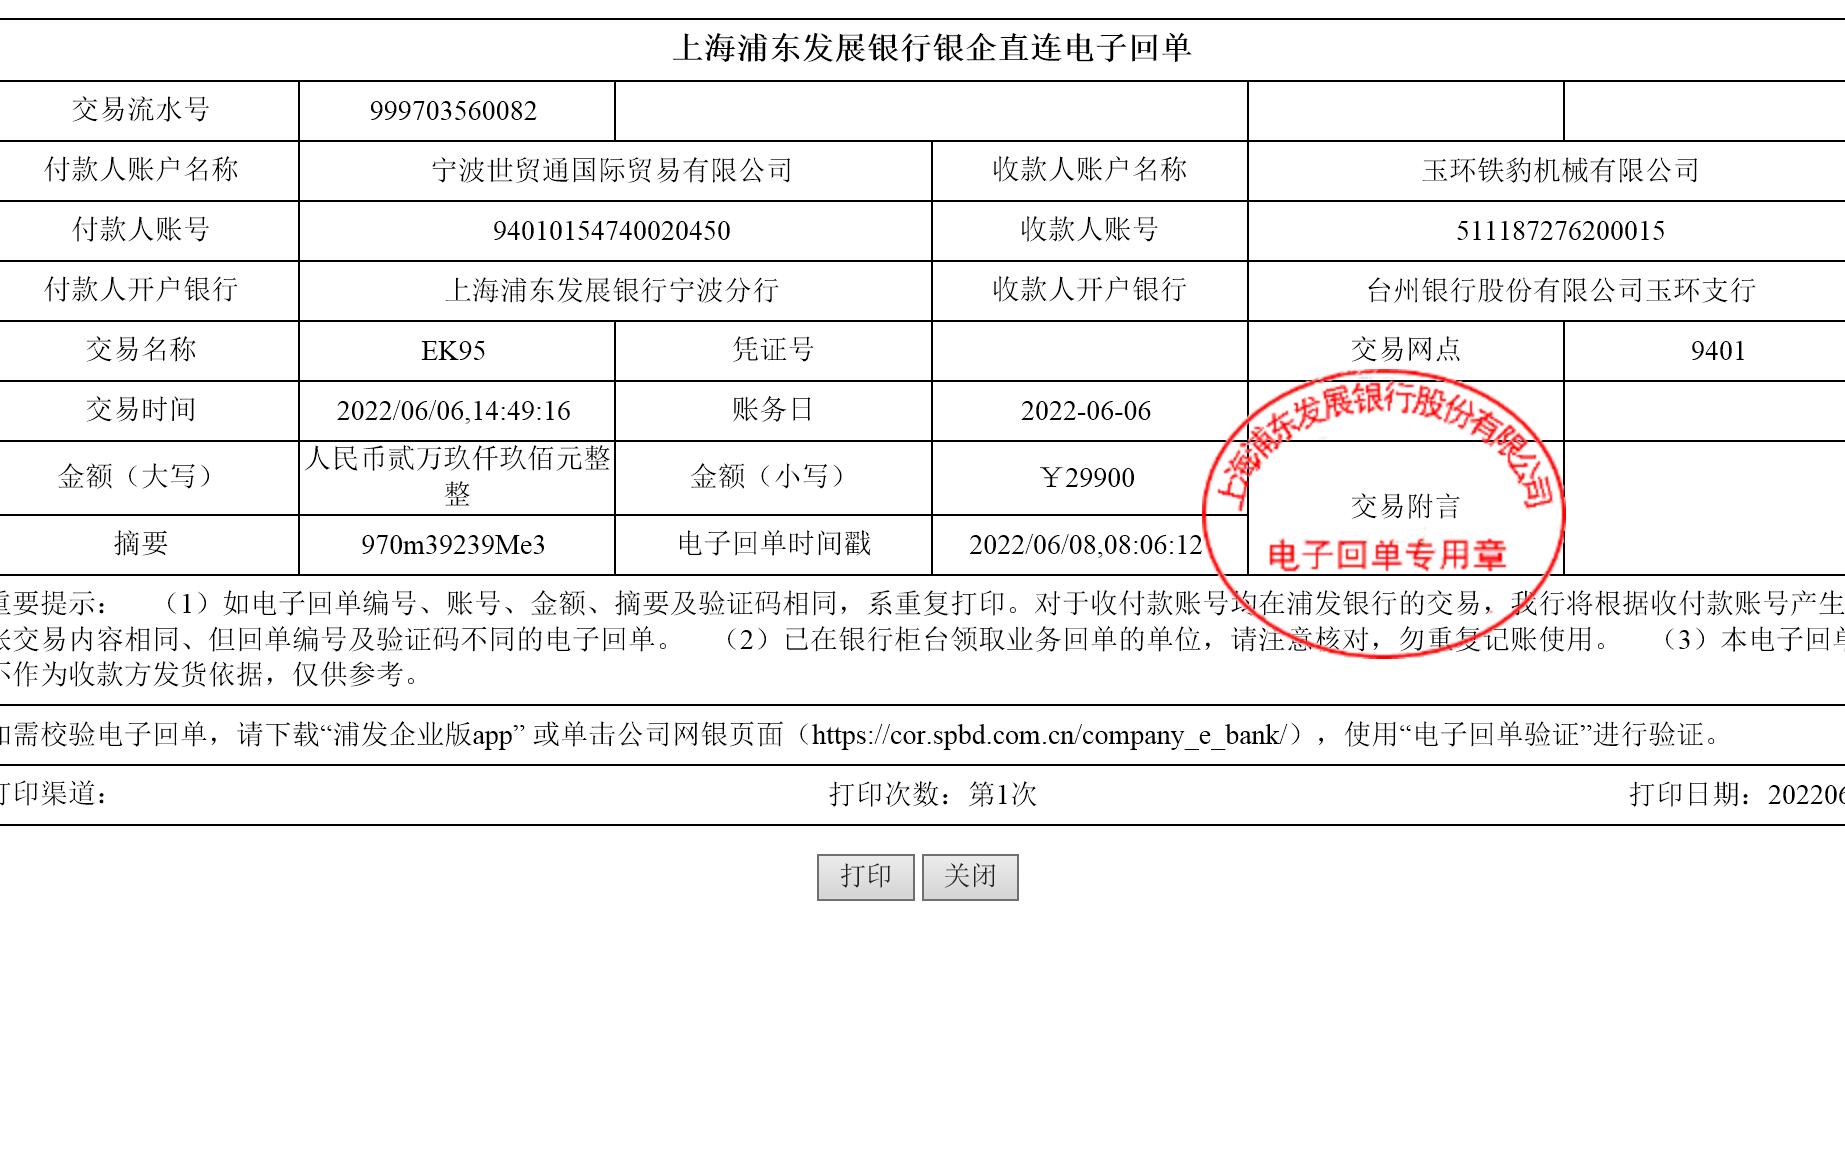 上海浦东发展银行银企直连电子回单
交易流水号 999703560082
付款人账户名称 宁波世贸通国际贸易有限公司 收款人账户名称 玉环铁豹机械有限公司
付款人账号 94010154740020450 收款人账号 511187276200015
付款人开户银行 上海浦东发展银行宁波分行 收款人开户银行 台州银行股份有限公司玉环支行
交易名称 EK95 凭证号 交易网点 9401
交易时间 2022/06/06,14:49:16 账务日 2022-06-06
金额（大写） 人民币贰万玖仟玖佰元整 金额（小写） ￥29900
整
交易附言
摘要 970m39239Me3 电子回单时间戳 2022/06/08,08:06:12
上海浦东发展银行股份有限公司
电子回单专用章
重要提示： （1）如电子回单编号、账号、金额、摘要及验证码相同，系重复打印。对于收付款账号均在浦发银行的交易，我行将根据收付款账号产生
账交易内容相同、但回单编号及验证码不同的电子回单。 （2）已在银行柜台领取业务回单的单位，请注意核对，勿重复记账使用。 （3）本电子回单
不作为收款方发货依据，仅供参考。
如需校验电子回单，请下载“浦发企业版app” 或单击公司网银页面（https://cor.spbd.com.cn/company_e_bank/），使用“电子回单验证”进行验证。
打印渠道： 打印次数：第1次 打印日期：202206
打印 关闭